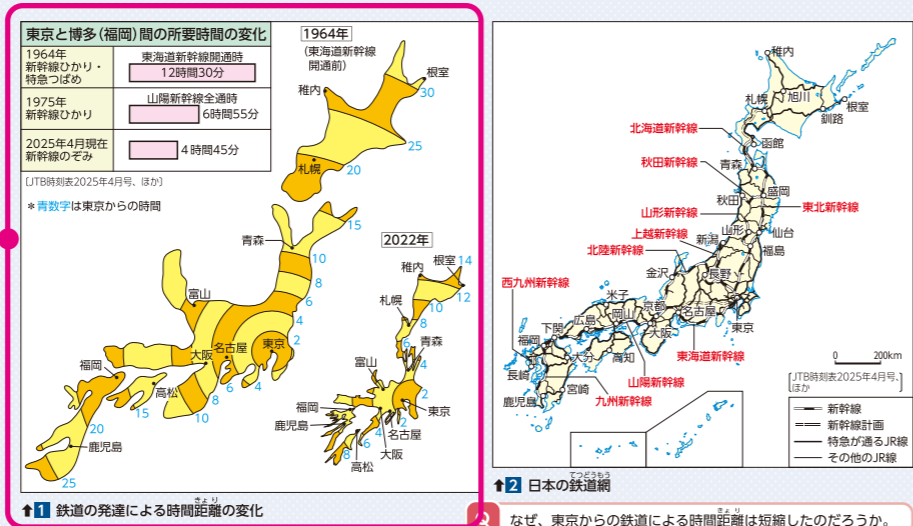 東京と博多(福岡)間の所要時間の変化
1964年
新幹線ひかり・
特急つばめ
東海道新幹線開通時
12時間30分
1975年
新幹線ひかり
山陽新幹線全通時
6時間55分
2025年4月現在
新幹線のぞみ
4時間45分
〔JTB時刻表2025年4月号、ほか〕
*青数字は東京からの時間
1964年
(東海道新幹線
開通前)
稚内
根室
30
25
札幌
20
15
青森
10
8
6
4
2
富山
大阪
名古屋
東京
福岡
高松
6
4
8
10
15
20
鹿児島
25
2022年
稚内
根室
14
12
札幌
10
8
6
青森
4
富山
2
福岡
東京
鹿児島
2
名古屋
4
大阪
6
8
高松
↑1 鉄道の発達による時間距離の変化
きょり
稚内
旭川
札幌
根室
釧路
北海道新幹線
函館
青森
秋田新幹線
盛岡
秋田
東北新幹線
山形新幹線
山形
仙台
上越新幹線
新潟
福島
北陸新幹線
金沢
長野
西九州新幹線
米子
京都
名古屋
広島
岡山
東京
下関
大阪
福岡
東海道新幹線
大分
高知
長崎
山陽新幹線
宮崎
九州新幹線
鹿児島
0 200km
〔JTB時刻表2025年4月号、
ほか〕
新幹線
新幹線計画
特急が通るJR線
その他のJR線
てつどうもう
↑2 日本の鉄道網
きょり
Q なぜ、東京からの鉄道による時間距離は短縮したのだろうか。